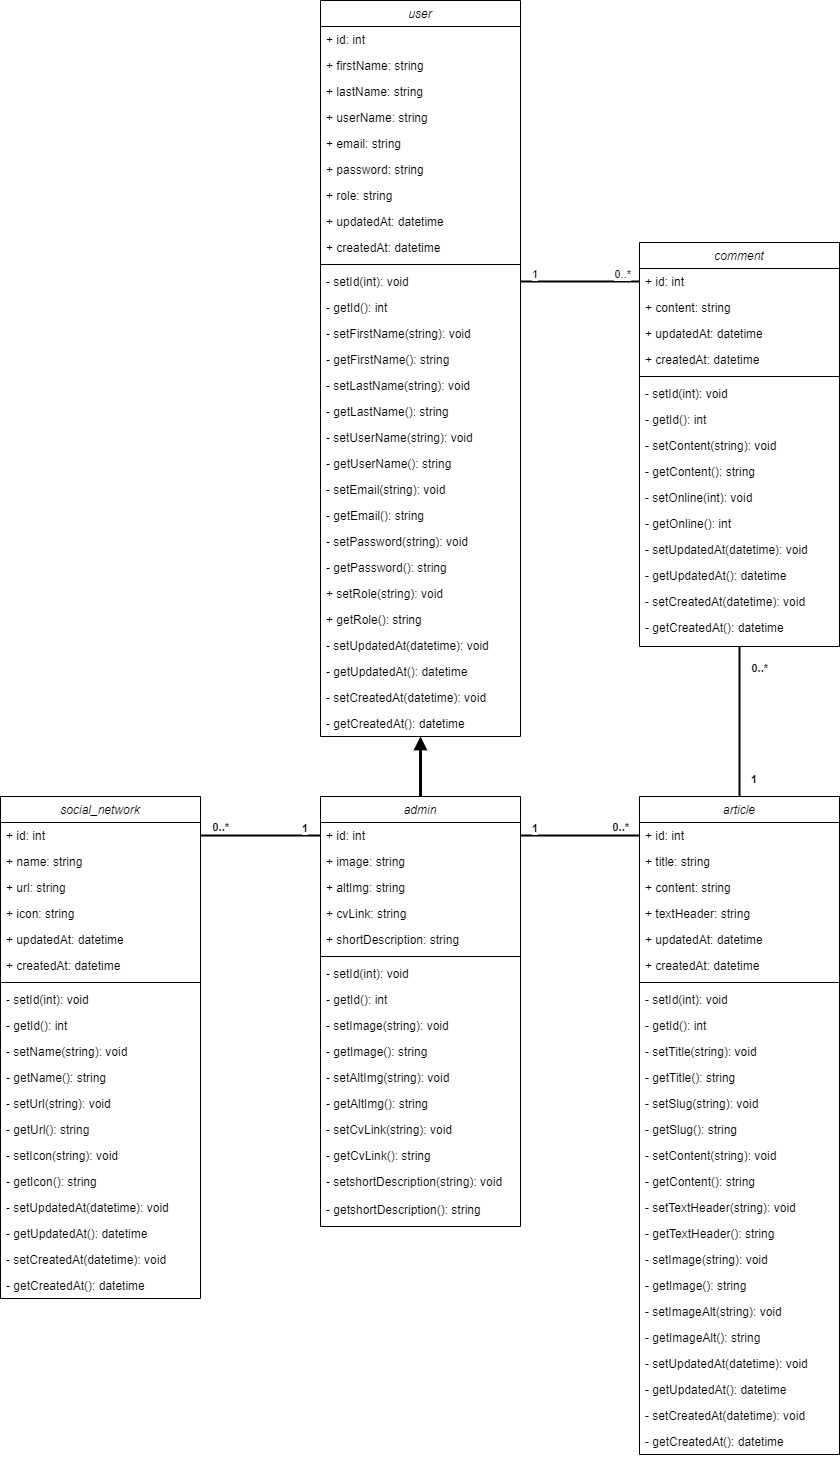 user
+ id: int
+ firstName: string
+ lastName: string
+ userName: string
+ email: string
+ password: string
+ role: string
+ updatedAt: datetime
+ createdAt: datetime
- setId(int): void
- getId(): int
- setFirstName(string): void
- getFirstName(): string
- setLastName(string): void
- getLastName(): string
- setUserName(string): void
- getUserName(): string
- setEmail(string): void
- getEmail(): string
- setPassword(string): void
- getPassword(): string
+ setRole(string): void
+ getRole(): string
- setUpdatedAt(datetime): void
- getUpdatedAt(): datetime
- setCreatedAt(datetime): void
- getCreatedAt(): datetime
1
0..*
comment
+ id: int
+ content: string
+ updatedAt: datetime
+ createdAt: datetime
- setId(int): void
- getId(): int
- setContent(string): void
- getContent(): string
- setOnline(int): void
- getOnline(): int
- setUpdatedAt(datetime): void
- getUpdatedAt(): datetime
- setCreatedAt(datetime): void
- getCreatedAt(): datetime
0..*
1
social_network
+ id: int
+ name: string
+ url: string
+ icon: string
+ updatedAt: datetime
+ createdAt: datetime
- setId(int): void
- getId(): int
- setName(string): void
- getName(): string
- setUrl(string): void
- getUrl(): string
- setIcon(string): void
- getIcon(): string
- setUpdatedAt(datetime): void
- getUpdatedAt(): datetime
- setCreatedAt(datetime): void
- getCreatedAt(): datetime
0..*
1
admin
+ id: int
+ image: string
+ altImg: string
+ cvLink: string
+ shortDescription: string
- setId(int): void
- getId(): int
- setImage(string): void
- getImage(): string
- setAltImg(string): void
- getAltImg(): string
- setCvLink(string): void
- getCvLink(): string
- setshortDescription(string): void
- getshortDescription(): string
1
0..*
article
+ id: int
+ title: string
+ content: string
+ textHeader: string
+ updatedAt: datetime
+ createdAt: datetime
- setId(int): void
- getId(): int
- setTitle(string): void
- getTitle(): string
- setSlug(string): void
- getSlug(): string
- setContent(string): void
- getContent(): string
- setTextHeader(string): void
- getTextHeader(): string
- setImage(string): void
- getImage(): string
- setImageAlt(string): void
- getImageAlt(): string
- setUpdatedAt(datetime): void
- getUpdatedAt(): datetime
- setCreatedAt(datetime): void
- getCreatedAt(): datetime